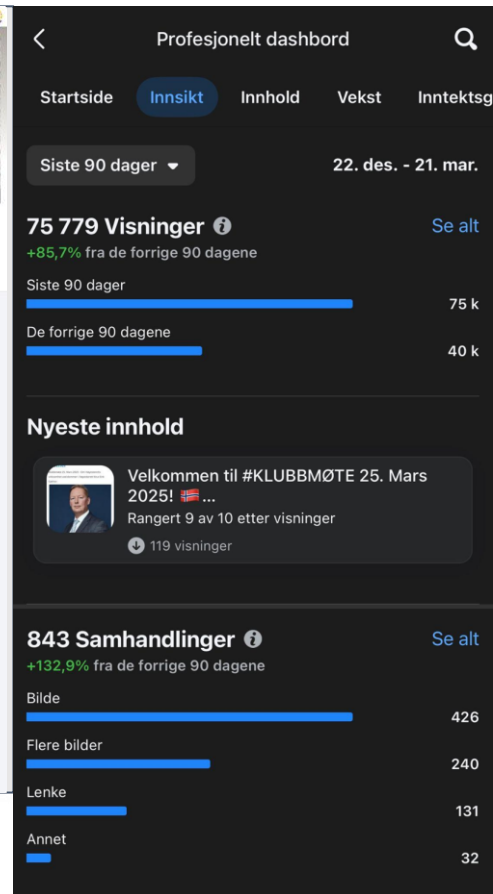 Profesjonelt dashbord
Startside Innsikt Innhold Vekst Inntektsg
Siste 90 dager 22. des. - 21. mar.
75 779 Visninger Se alt
+85,7% fra de forrige 90 dagene
Siste 90 dager
75 k
De forrige 90 dagene
40 k
Nyeste innhold
Velkommen til #KLUBBMØTE 25. Mars
2025! 🇳🇴 ...
Rangert 9 av 10 etter visninger
119 visninger
843 Samhandlinger Se alt
+132,9% fra de forrige 90 dagene
Bilde
426
Flere bilder
240
Lenke
131
Annet
32